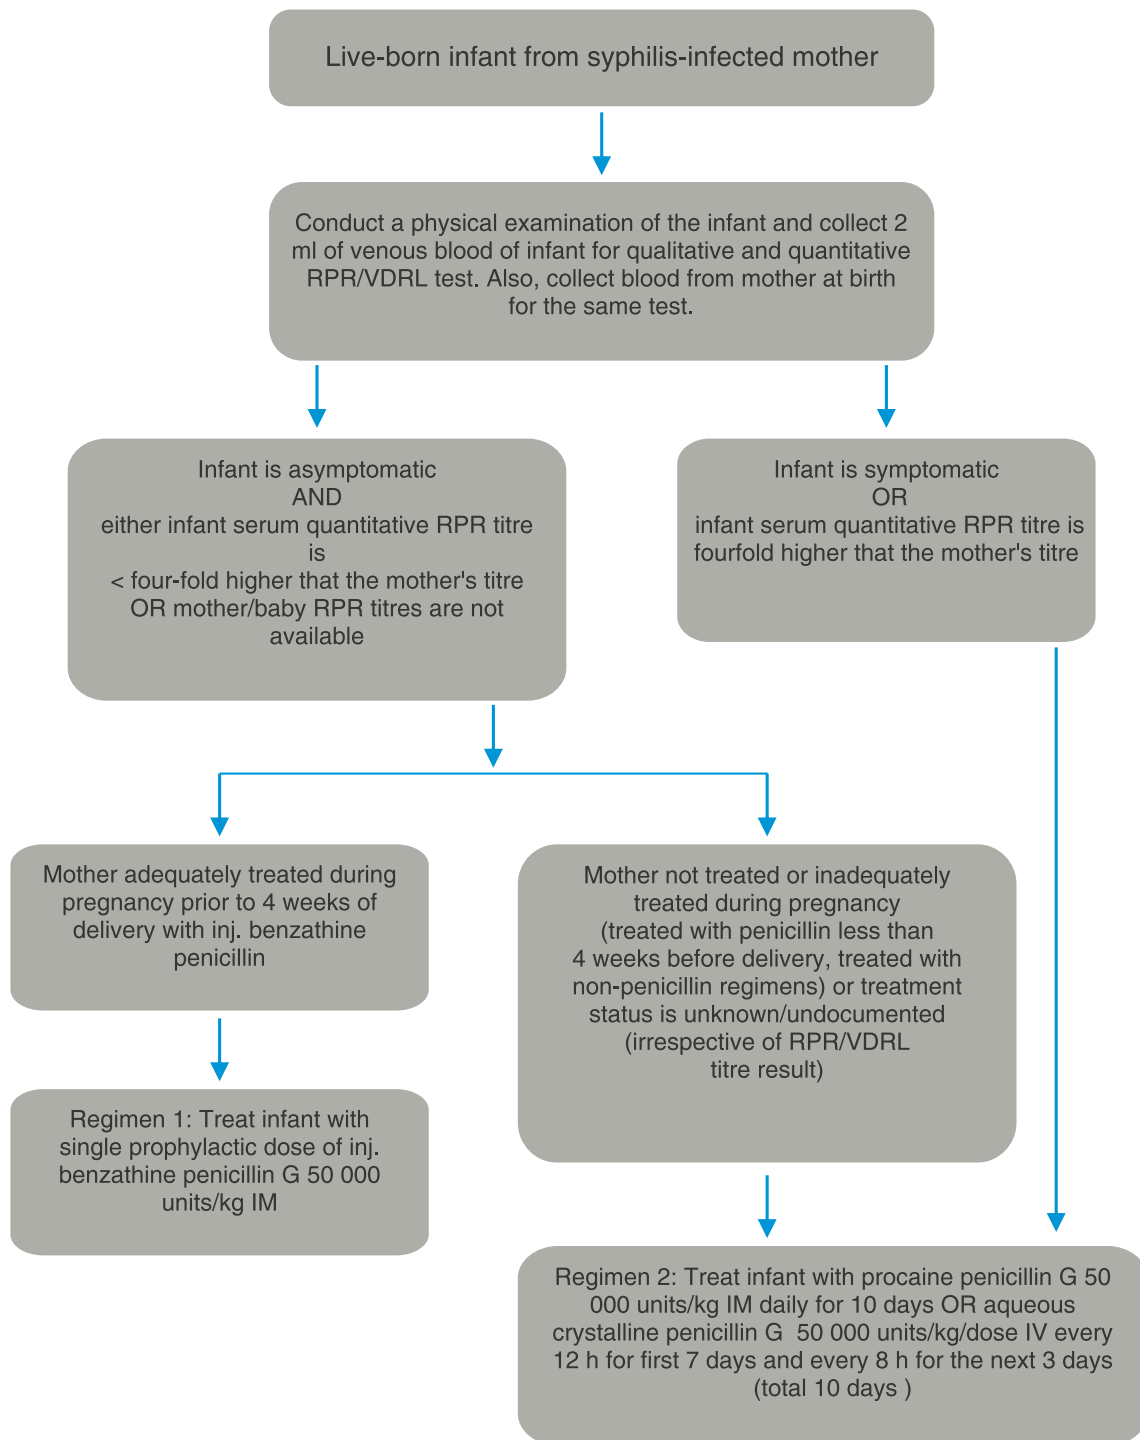 Live-born infant from syphilis-infected mother
Conduct a physical examination of the infant and collect 2
ml of venous blood of infant for qualitative and quantitative
RPR/VDRL test. Also, collect blood from mother at birth
for the same test.
Infant is asymptomatic
AND
either infant serum quantitative RPR titre
is
< four-fold higher that the mother's titre
OR mother/baby RPR titres are not
available
Infant is symptomatic
OR
infant serum quantitative RPR titre is
fourfold higher that the mother's titre
Mother adequately treated during
pregnancy prior to 4 weeks of
delivery with inj. benzathine
penicillin
Mother not treated or inadequately
treated during pregnancy
(treated with penicillin less than
4 weeks before delivery, treated with
non-penicillin regimens) or treatment
status is unknown/undocumented
(irrespective of RPR/VDRL
titre result)
Regimen 1: Treat infant with
single prophylactic dose of inj.
benzathine penicillin G 50 000
units/kg IM
Regimen 2: Treat infant with procaine penicillin G 50
000 units/kg IM daily for 10 days OR aqueous
crystalline penicillin G  50 000 units/kg/dose IV every
12 h for first 7 days and every 8 h for the next 3 days
(total 10 days )